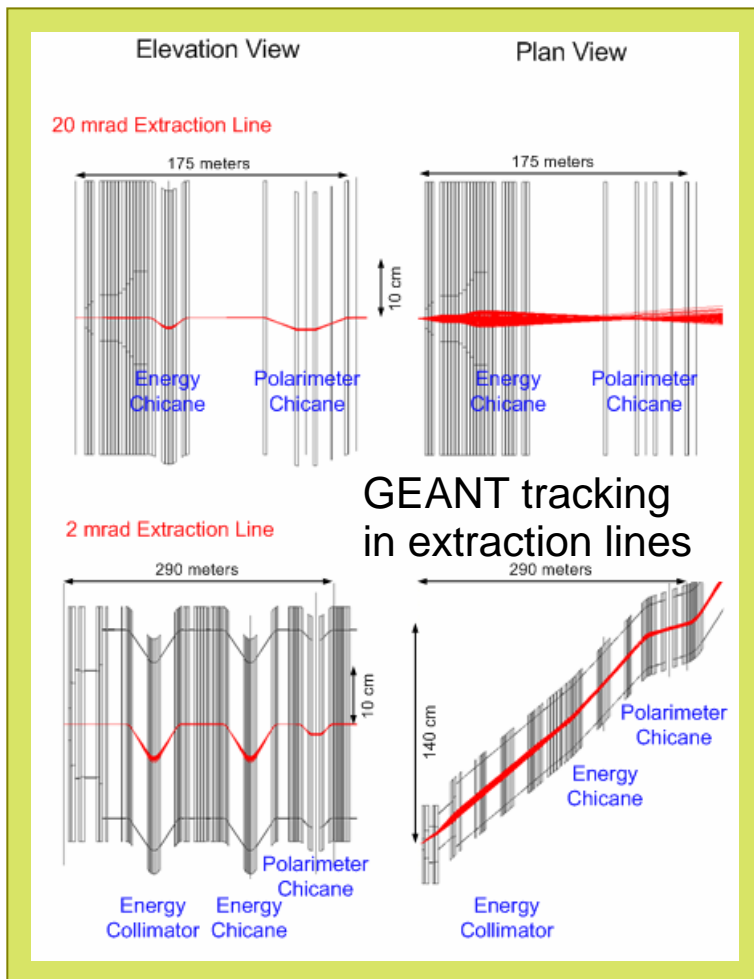 Elevation View
Plan View
20 mrad Extraction Line
175 meters
175 meters
10 cm
Energy
Chicane
Polarimeter
Chicane
Energy
Chicane
Polarimeter
Chicane
GEANT tracking
in extraction lines
2 mrad Extraction Line
290 meters
290 meters
10 cm
140 cm
Polarimeter
Chicane
Energy
Collimator
Energy
Chicane
Polarimeter
Chicane
Energy
Chicane
Energy
Collimator